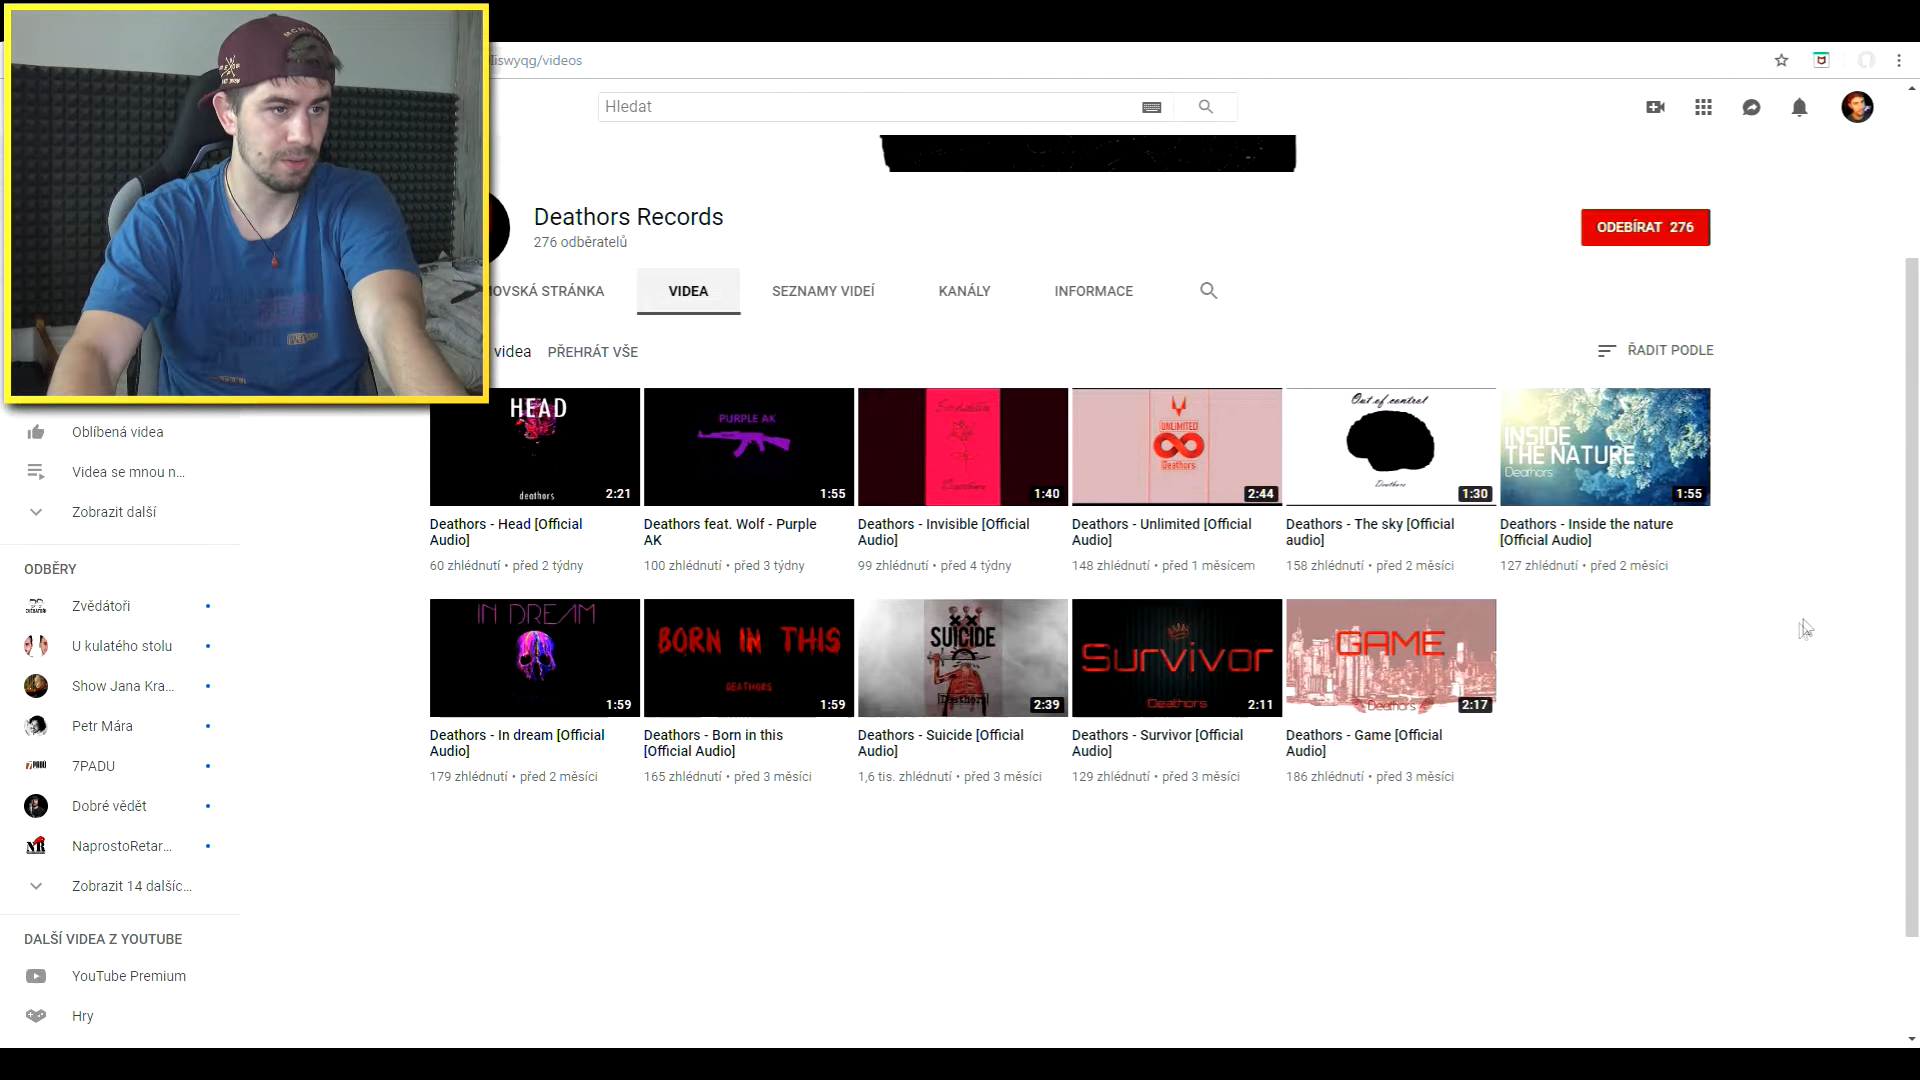 liswyqg/videos
Hledat
Deathors Records
276 odběratelů
ODEBÍRAT 276
OVSKÁ STRÁNKA
VIDEA
SEZNAMY VIDEÍ
KANÁLY
INFORMACE
videa
PŘEHRÁT VŠE
ŘADIT PODLE
HEAD
deathors
2:21
PURPLE AK
1:55
1:40
UNLIMITED
Deathors
2:44
Out of control
Deathors
1:30
INSIDE
THE NATURE
Deathors
1:55
Deathors - Head [Official
Audio]
60 zhlédnutí • před 2 týdny
Deathors feat. Wolf - Purple
AK
100 zhlédnutí • před 3 týdny
Deathors - Invisible [Official
Audio]
99 zhlédnutí • před 4 týdny
Deathors - Unlimited [Official
Audio]
148 zhlédnutí • před 1 měsícem
Deathors - The sky [Official
audio]
158 zhlédnutí • před 2 měsíci
Deathors - Inside the nature
[Official Audio]
127 zhlédnutí • před 2 měsíci
IN DREAM
1:59
BORN IN THIS
DEATHORS
1:59
SUICIDE
Deathors
2:39
Survivor
Deathors
2:11
GAME
Deathors
2:17
Deathors - In dream [Official
Audio]
179 zhlédnutí • před 2 měsíci
Deathors - Born in this
[Official Audio]
165 zhlédnutí • před 3 měsíci
Deathors - Suicide [Official
Audio]
1,6 tis. zhlédnutí • před 3 měsíci
Deathors - Survivor [Official
Audio]
129 zhlédnutí • před 3 měsíci
Deathors - Game [Official
Audio]
186 zhlédnutí • před 3 měsíci
Oblíbená videa
Videa se mnou n...
Zobrazit další
ODBĚRY
Zvědátoři
U kulatého stolu
Show Jana Kra...
Petr Mára
7PADU
Dobré vědět
NaprostoRetar...
Zobrazit 14 dalšíc...
DALŠÍ VIDEA Z YOUTUBE
YouTube Premium
Hry